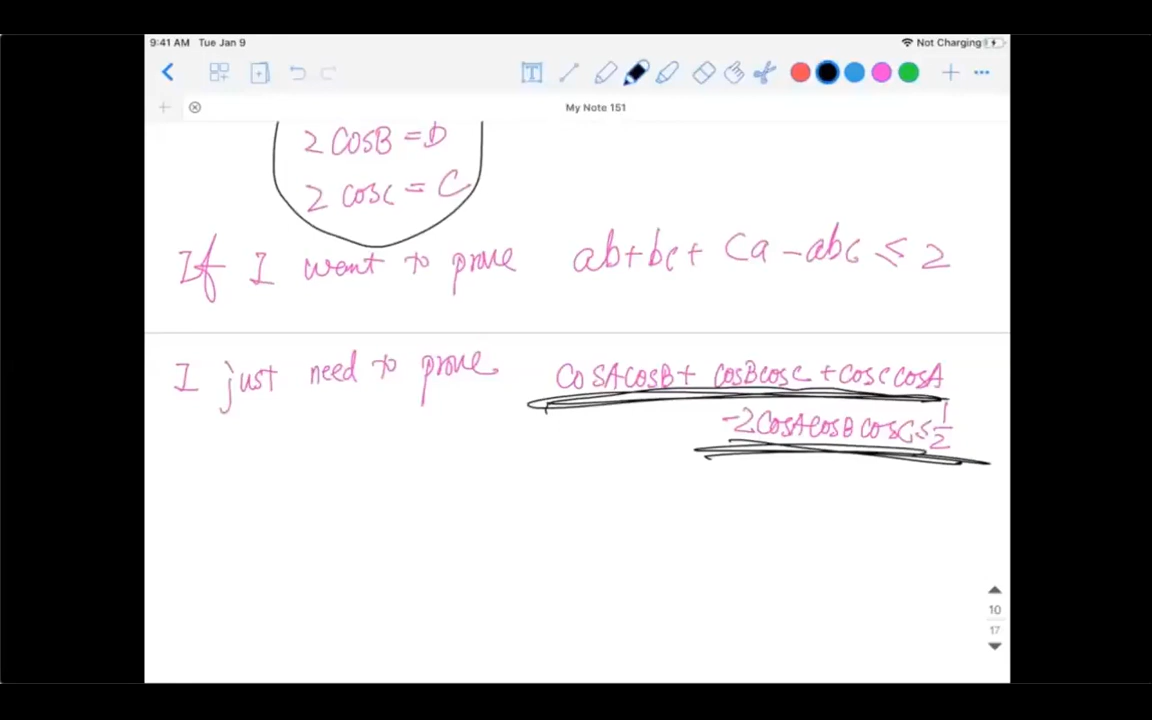 9:41 AM Tue Jan 9
Not Charging
My Note 151
2 cosB = b
2 cosC = C
If I want to prove ab+bc+ca-abc ≤ 2
I just need to prove cosAcosB+ cosBcosC +cosCcosA
-2cosAcosBcosC≤1/2
10
17